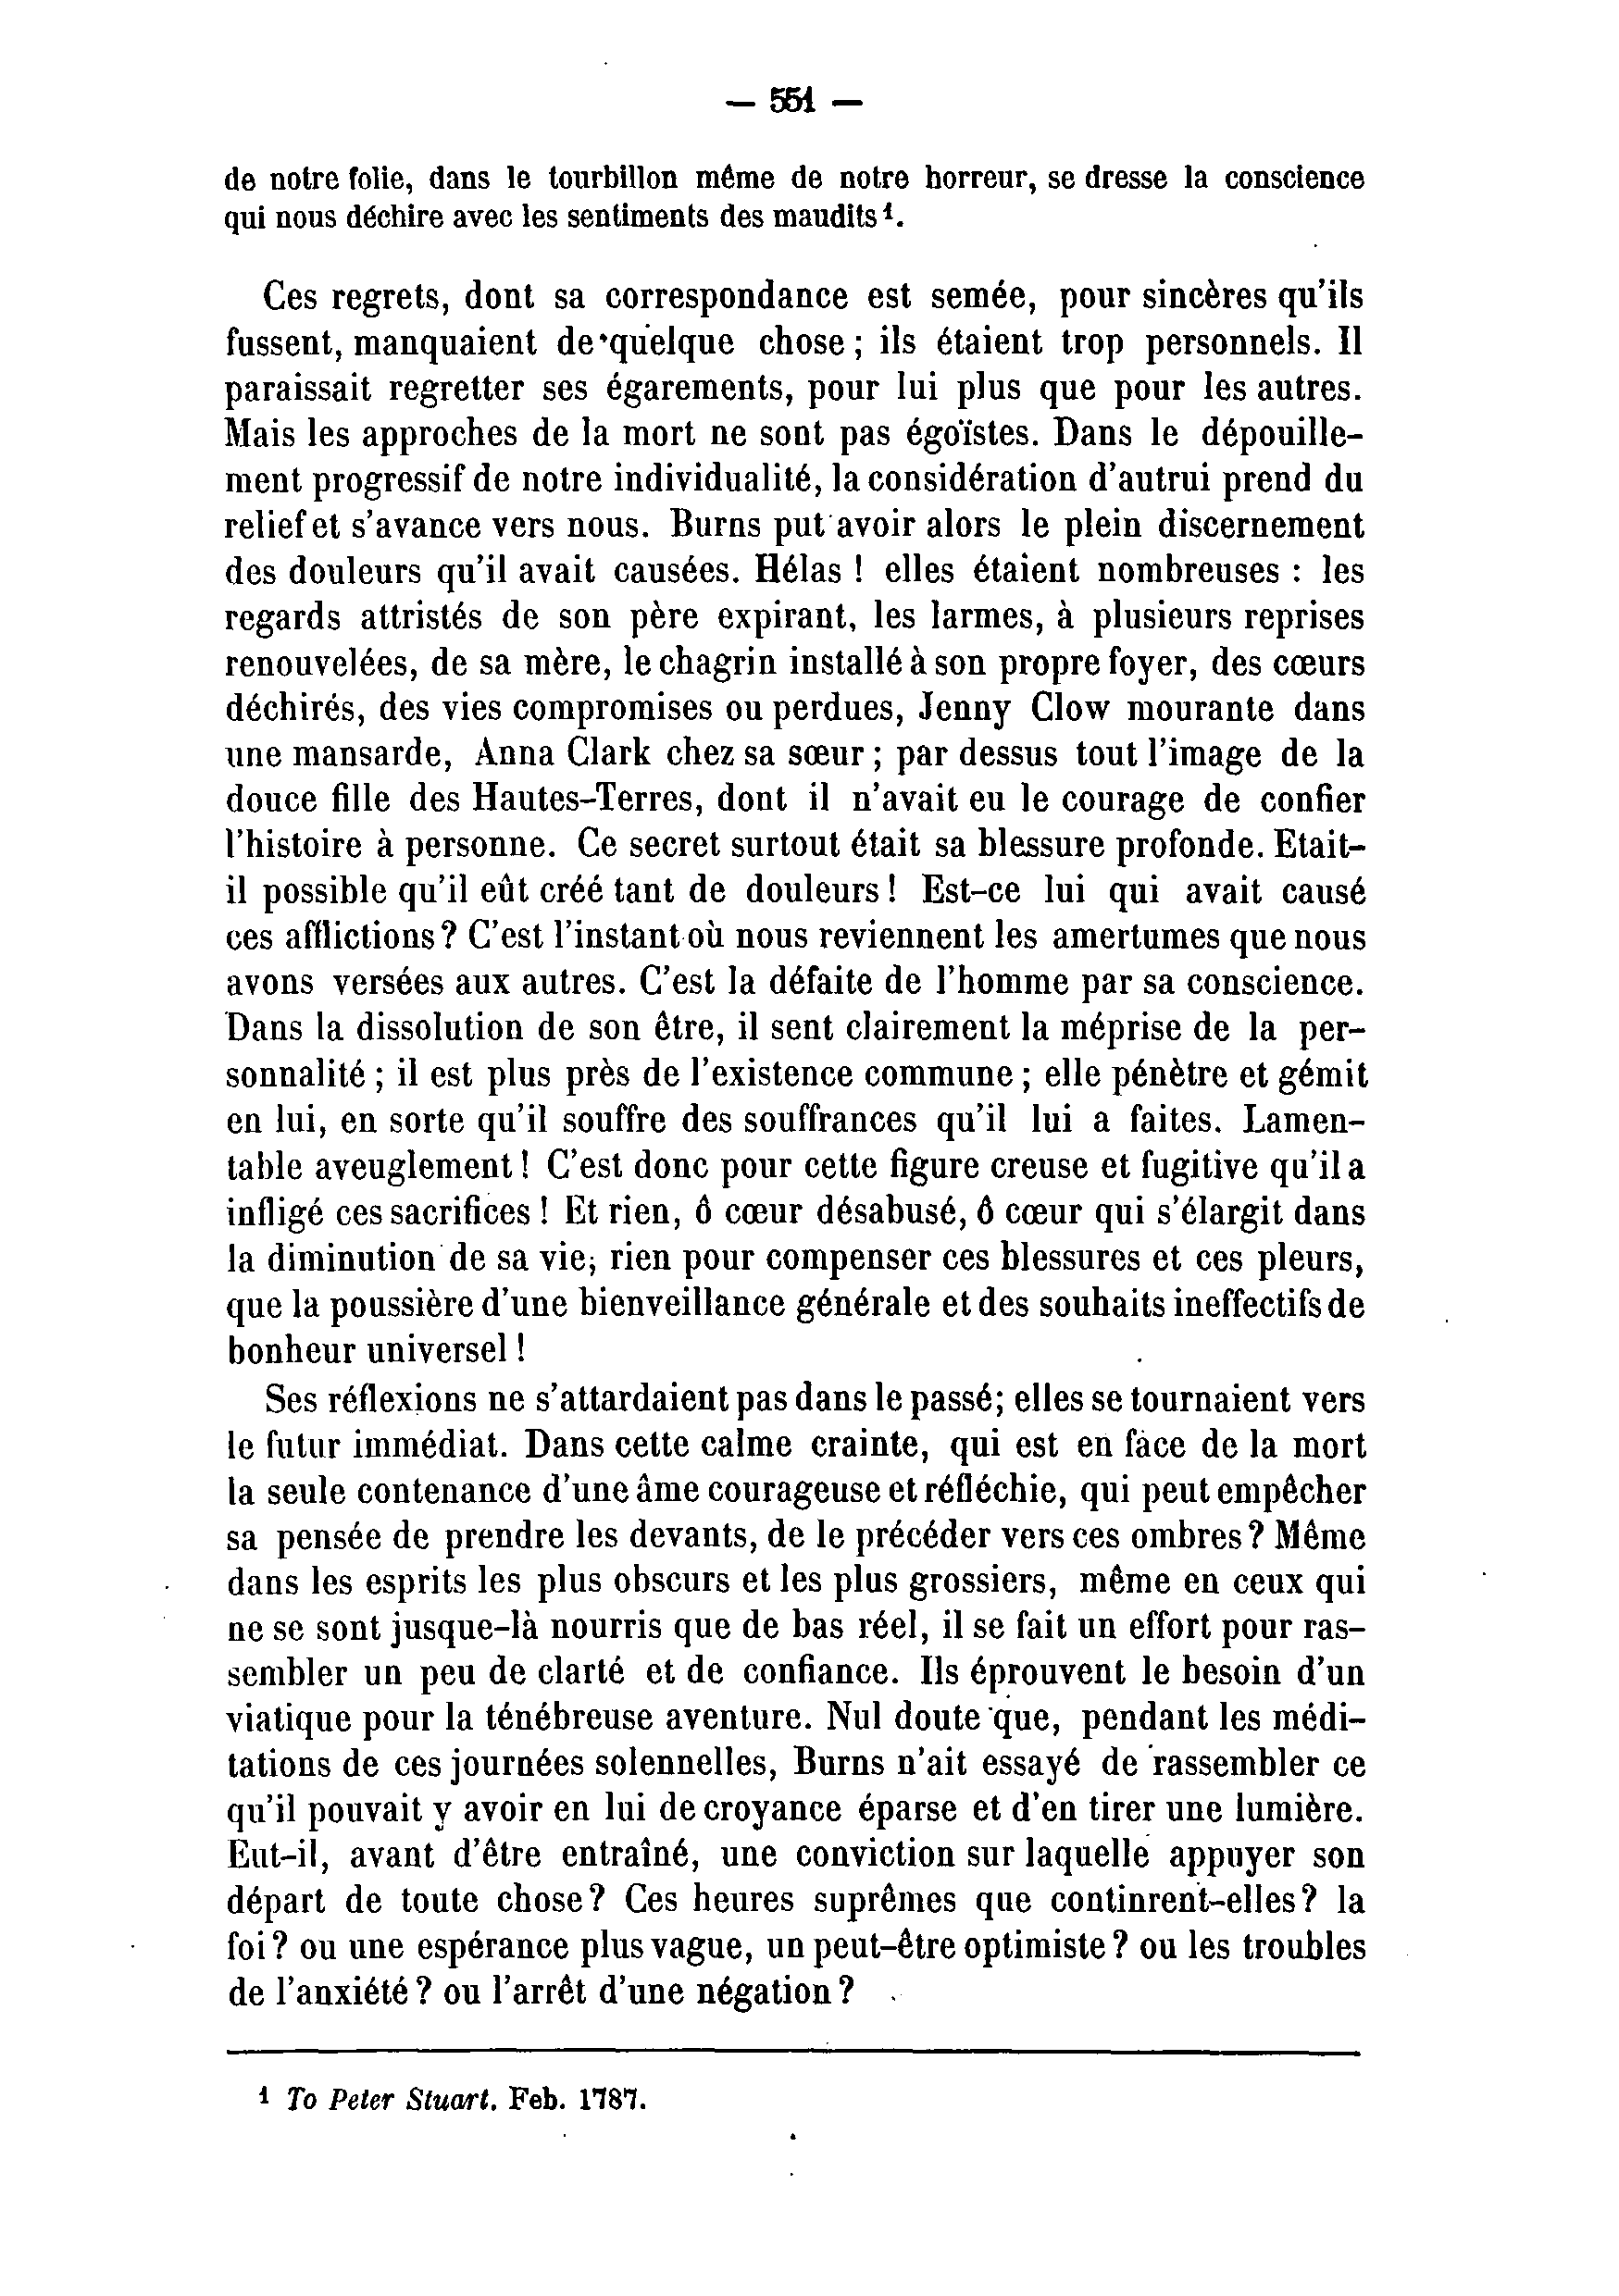 — 551 —
de notre folie, dans le tourbillon même de notre horreur, se dresse la conscience
qui nous déchire avec les sentiments des maudits¹.
Ces regrets, dont sa correspondance est semée, pour sincères qu'ils
fussent, manquaient de quelque chose ; ils étaient trop personnels. Il
paraissait regretter ses égarements, pour lui plus que pour les autres.
Mais les approches de la mort ne sont pas égoïstes. Dans le dépouille-
ment progressif de notre individualité, la considération d'autrui prend du
relief et s'avance vers nous. Burns put avoir alors le plein discernement
des douleurs qu'il avait causées. Hélas ! elles étaient nombreuses : les
regards attristés de son père expirant, les larmes, à plusieurs reprises
renouvelées, de sa mère, le chagrin installé à son propre foyer, des cœurs
déchirés, des vies compromises ou perdues, Jenny Clow mourante dans
une mansarde, Anna Clark chez sa sœur ; par dessus tout l'image de la
douce fille des Hautes-Terres, dont il n'avait eu le courage de confier
l'histoire à personne. Ce secret surtout était sa blessure profonde. Etait-
il possible qu'il eût créé tant de douleurs ! Est-ce lui qui avait causé
ces afflictions ? C'est l'instant où nous reviennent les amertumes que nous
avons versées aux autres. C'est la défaite de l'homme par sa conscience.
Dans la dissolution de son être, il sent clairement la méprise de la per-
sonnalité ; il est plus près de l'existence commune ; elle pénètre et gémit
en lui, en sorte qu'il souffre des souffrances qu'il lui a faites. Lamen-
table aveuglement ! C'est donc pour cette figure creuse et fugitive qu'il a
infligé ces sacrifices ! Et rien, ô cœur désabusé, ô cœur qui s'élargit dans
la diminution de sa vie; rien pour compenser ces blessures et ces pleurs,
que la poussière d'une bienveillance générale et des souhaits ineffectifs de
bonheur universel !
Ses réflexions ne s'attardaient pas dans le passé; elles se tournaient vers
le futur immédiat. Dans cette calme crainte, qui est en face de la mort
la seule contenance d'une âme courageuse et réfléchie, qui peut empêcher
sa pensée de prendre les devants, de le précéder vers ces ombres ? Même
dans les esprits les plus obscurs et les plus grossiers, même en ceux qui
ne se sont jusque-là nourris que de bas réel, il se fait un effort pour ras-
sembler un peu de clarté et de confiance. Ils éprouvent le besoin d'un
viatique pour la ténébreuse aventure. Nul doute que, pendant les médi-
tations de ces journées solennelles, Burns n'ait essayé de rassembler ce
qu'il pouvait y avoir en lui de croyance éparse et d'en tirer une lumière.
Eut-il, avant d'être entraîné, une conviction sur laquelle appuyer son
départ de toute chose ? Ces heures suprêmes que continrent-elles ? la
foi ? ou une espérance plus vague, un peut-être optimiste ? ou les troubles
de l'anxiété ? ou l'arrêt d'une négation ?
¹ To Peter Stuart. Feb. 1787.